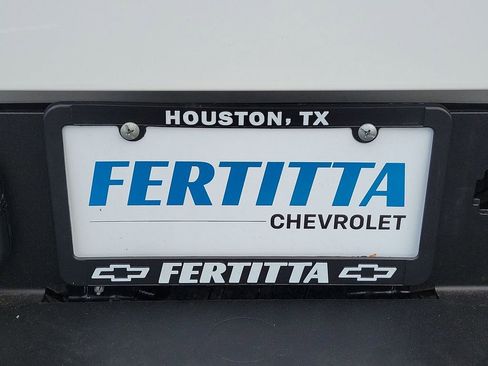 HOUSTON, TX
FERTITTA
CHEVROLET
FERTITTA